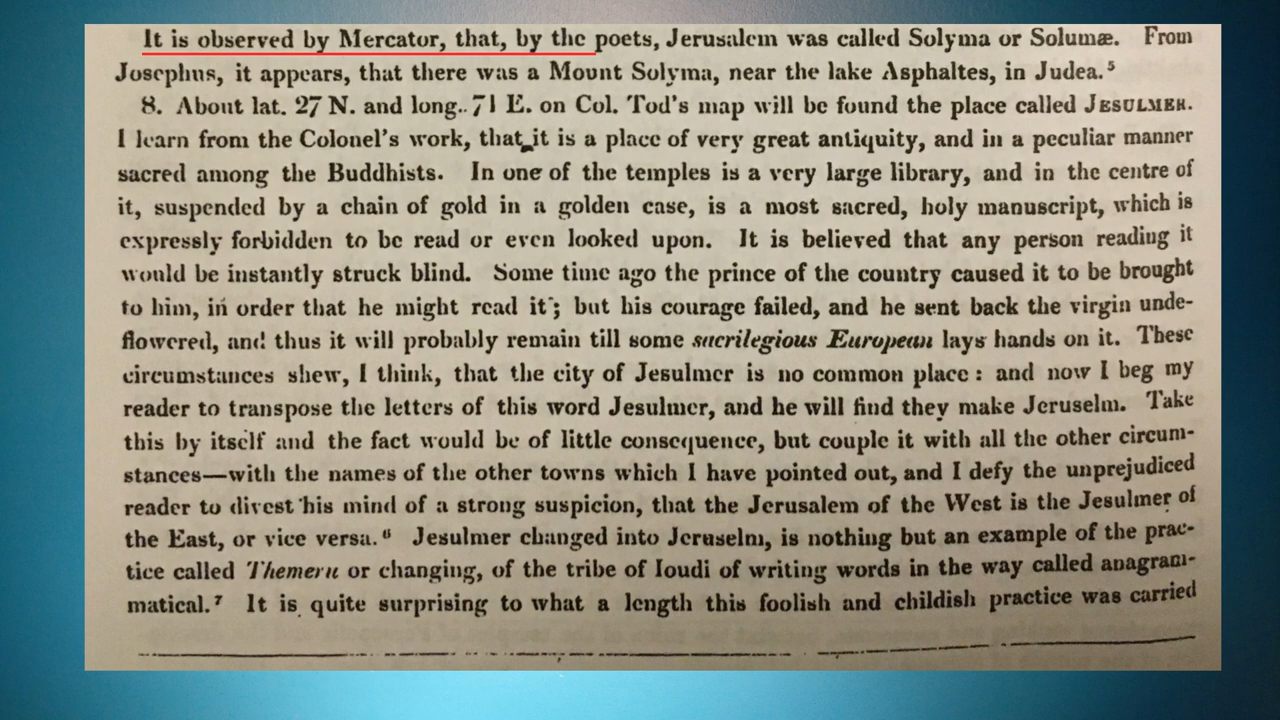 It is observed by Mercator, that, by the poets, Jerusalem was called Solyma or Solumæ. From
Josephus, it appears, that there was a Mount Solyma, near the lake Asphaltes, in Judea.⁵
8. About lat. 27 N. and long. 71 E. on Col. Tod's map will be found the place called JESULMER.
I learn from the Colonel's work, that it is a place of very great antiquity, and in a peculiar manner
sacred among the Buddhists. In one of the temples is a very large library, and in the centre of
it, suspended by a chain of gold in a golden case, is a most sacred, holy manuscript, which is
expressly forbidden to be read or even looked upon. It is believed that any person reading it
would be instantly struck blind. Some time ago the prince of the country caused it to be brought
to him, in order that he might read it; but his courage failed, and he sent back the virgin unde-
flowered, and thus it will probably remain till some sacrilegious European lays hands on it. These
circumstances shew, I think, that the city of Jesulmer is no common place: and now I beg my
reader to transpose the letters of this word Jesulmer, and he will find they make Jeruselm. Take
this by itself and the fact would be of little consequence, but couple it with all the other circum-
stances—with the names of the other towns which I have pointed out, and I defy the unprejudiced
reader to divest his mind of a strong suspicion, that the Jerusalem of the West is the Jesulmer of
the East, or vice versa.⁶ Jesulmer changed into Jeruselm, is nothing but an example of the prac-
tice called Themeru or changing, of the tribe of Ioudi of writing words in the way called anagram-
matical.⁷ It is quite surprising to what a length this foolish and childish practice was carried